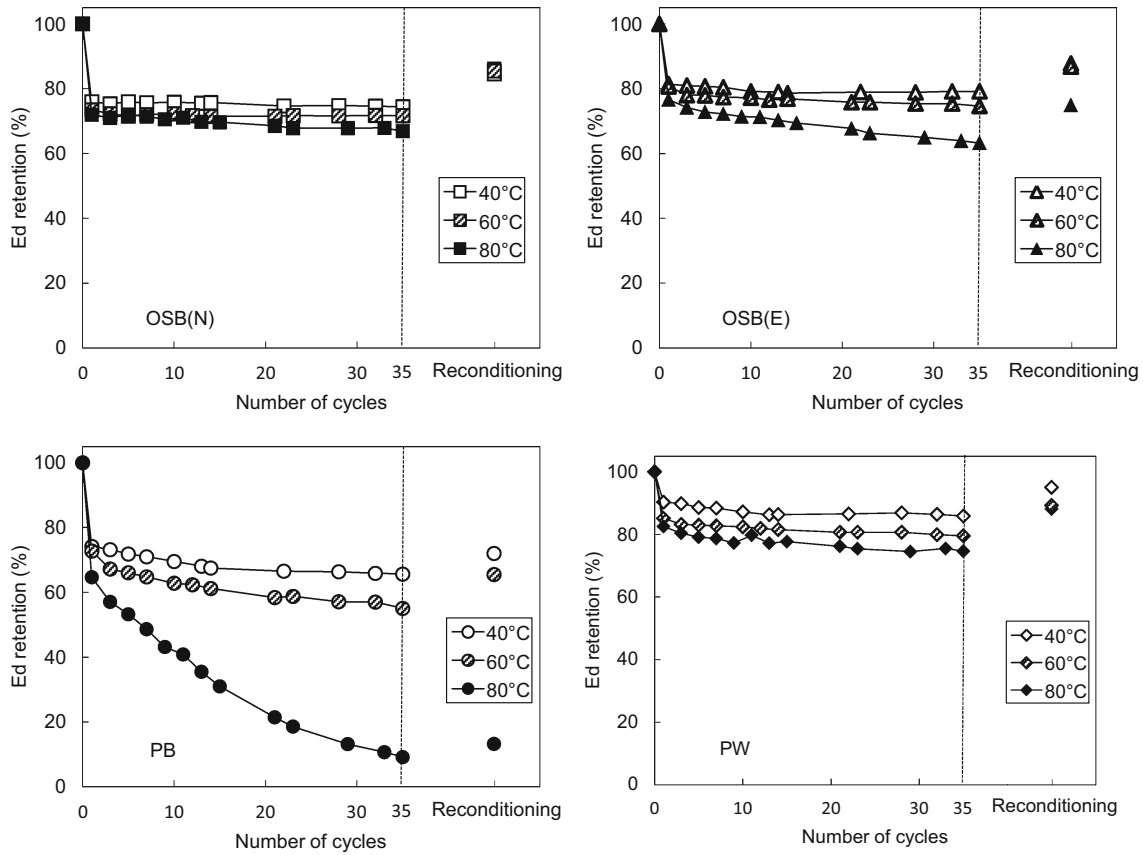 100
80
60
40
20
0
Ed retention (%)
40°C
60°C
80°C
OSB(N)
0
10
20
30
35
Reconditioning
Number of cycles
100
80
60
40
20
0
Ed retention (%)
40°C
60°C
80°C
OSB(E)
0
10
20
30
35
Reconditioning
Number of cycles
100
80
60
40
20
0
Ed retention (%)
40°C
60°C
80°C
PB
0
10
20
30
35
Reconditioning
Number of cycles
100
80
60
40
20
0
Ed retention (%)
40°C
60°C
80°C
PW
0
10
20
30
35
Reconditioning
Number of cycles